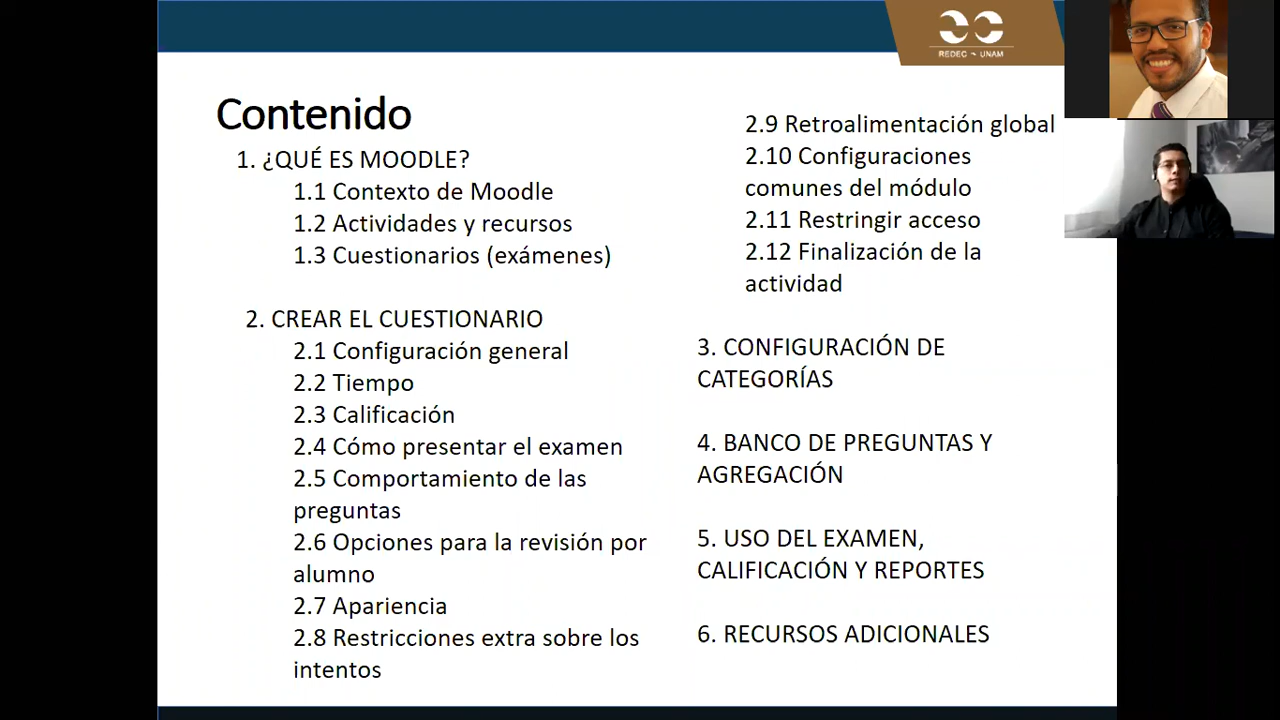 REDEC ~ UNAM
Contenido
1. ¿QUÉ ES MOODLE?
1.1 Contexto de Moodle
1.2 Actividades y recursos
1.3 Cuestionarios (exámenes)
2. CREAR EL CUESTIONARIO
2.1 Configuración general
2.2 Tiempo
2.3 Calificación
2.4 Cómo presentar el examen
2.5 Comportamiento de las
preguntas
2.6 Opciones para la revisión por
alumno
2.7 Apariencia
2.8 Restricciones extra sobre los
intentos
2.9 Retroalimentación global
2.10 Configuraciones
comunes del módulo
2.11 Restringir acceso
2.12 Finalización de la
actividad
3. CONFIGURACIÓN DE
CATEGORÍAS
4. BANCO DE PREGUNTAS Y
AGREGACIÓN
5. USO DEL EXAMEN,
CALIFICACIÓN Y REPORTES
6. RECURSOS ADICIONALES